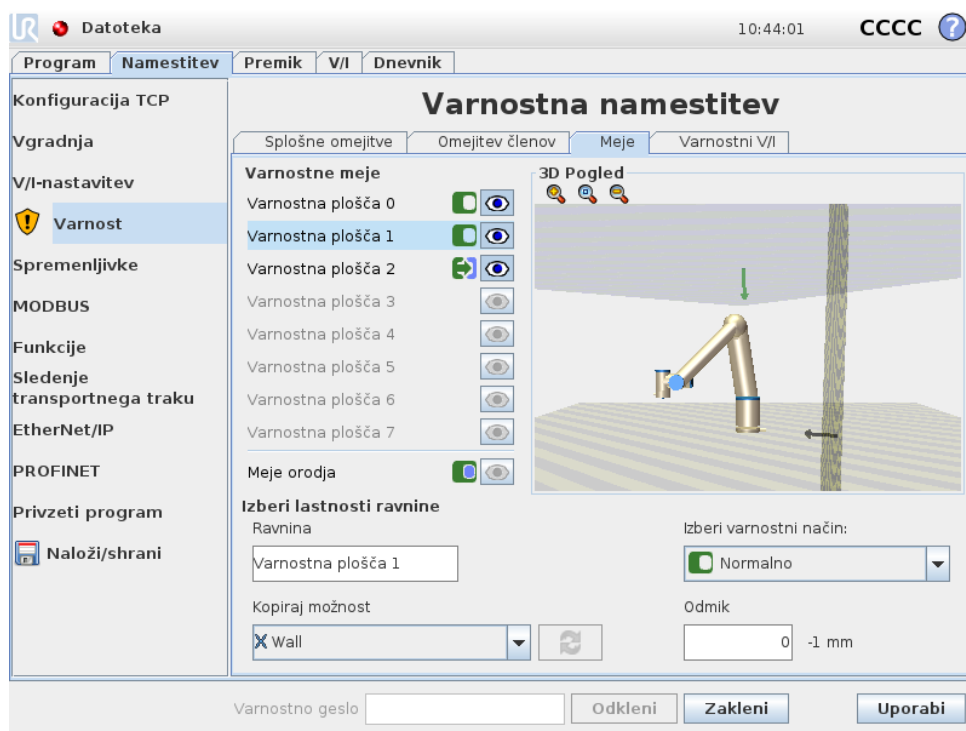 UR Datoteka 10:44:01 CCCC ?
Program Namestitev Premik V/I Dnevnik
Konfiguracija TCP
Vgradnja
V/I-nastavitev
Varnost
Spremenljivke
MODBUS
Funkcije
Sledenje
transportnega traku
EtherNet/IP
PROFINET
Privzeti program
Naloži/shrani
Varnostna namestitev
Splošne omejitve Omejitev členov Meje Varnostni V/I
Varnostne meje
Varnostna plošča 0
Varnostna plošča 1
Varnostna plošča 2
Varnostna plošča 3
Varnostna plošča 4
Varnostna plošča 5
Varnostna plošča 6
Varnostna plošča 7
Meje orodja
3D Pogled
Izberi lastnosti ravnine
Ravnina
Varnostna plošča 1
Izberi varnostni način:
Normalno
Kopiraj možnost
Wall
Odmik
0 -1 mm
Varnostno geslo Odkleni Zakleni Uporabi